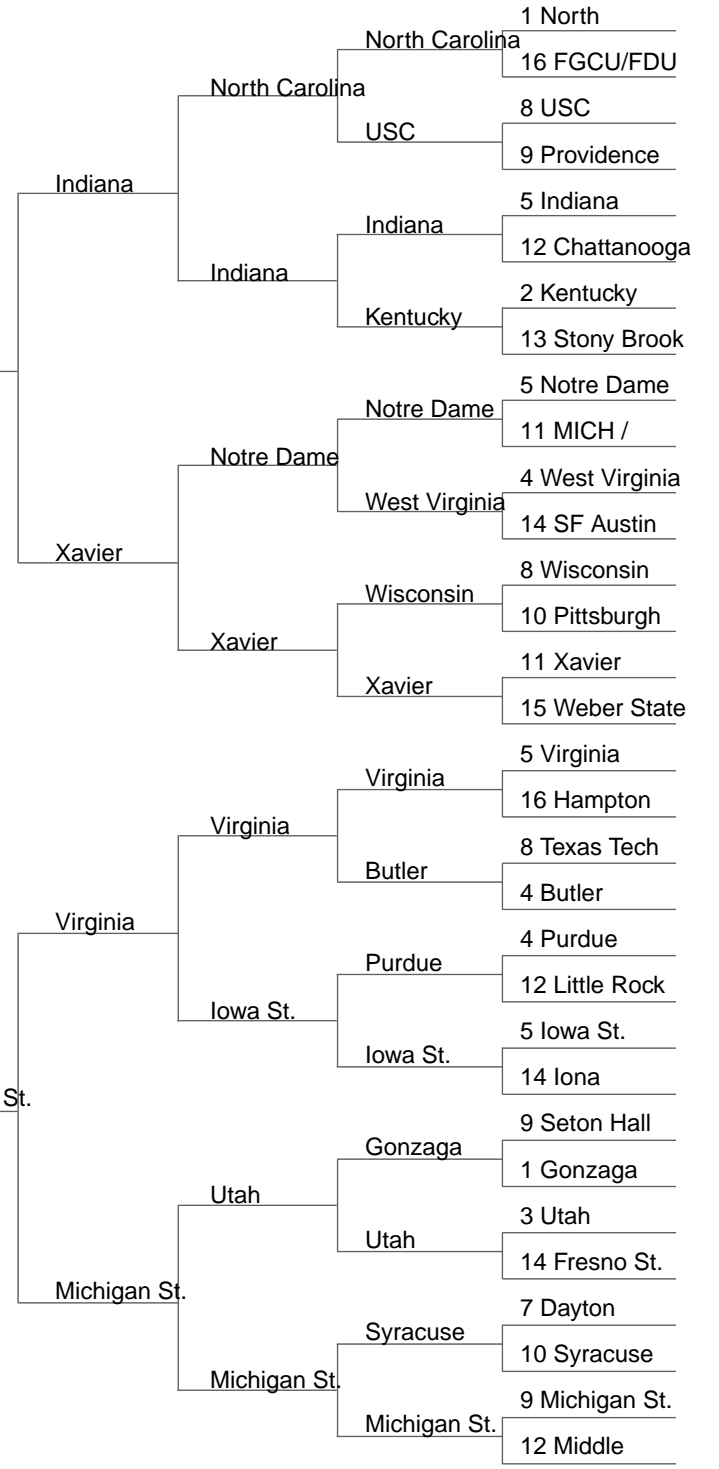 1 North
North Carolina
16 FGCU/FDU
North Carolina
8 USC
USC
9 Providence
Indiana
5 Indiana
Indiana
12 Chattanooga
Indiana
2 Kentucky
Kentucky
13 Stony Brook
5 Notre Dame
Notre Dame
11 MICH /
Notre Dame
4 West Virginia
West Virginia
14 SF Austin
Xavier
8 Wisconsin
Wisconsin
10 Pittsburgh
Xavier
11 Xavier
Xavier
15 Weber State
5 Virginia
Virginia
16 Hampton
Virginia
8 Texas Tech
Butler
4 Butler
Virginia
4 Purdue
Purdue
12 Little Rock
Iowa St.
5 Iowa St.
Iowa St.
14 Iona
St.
9 Seton Hall
Gonzaga
1 Gonzaga
Utah
3 Utah
Utah
14 Fresno St.
Michigan St.
7 Dayton
Syracuse
10 Syracuse
Michigan St.
9 Michigan St.
Michigan St.
12 Middle